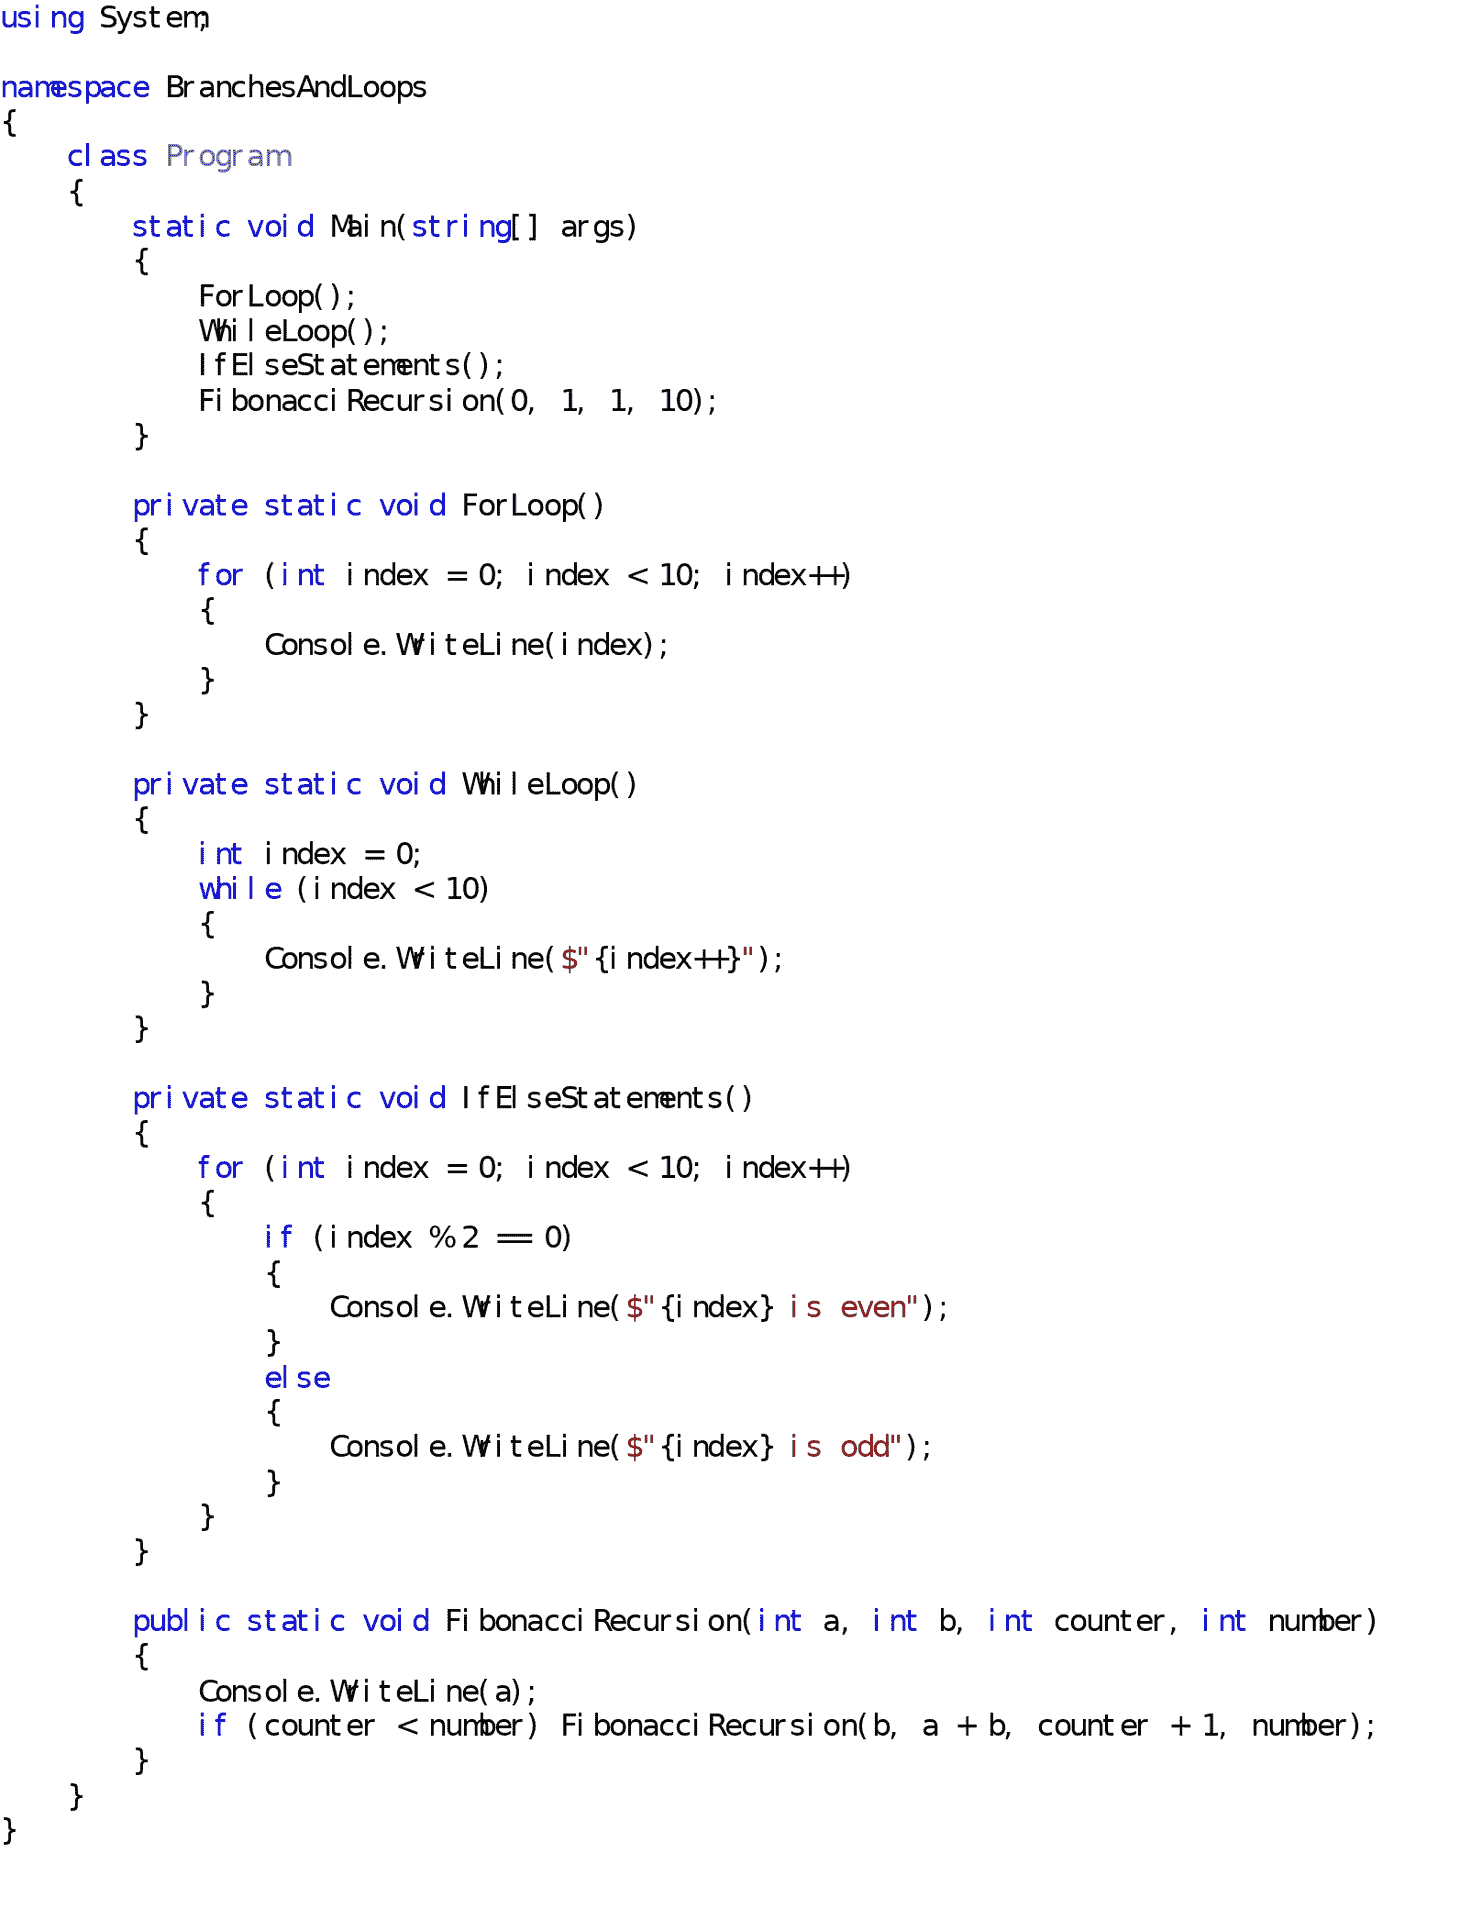 using System;
namespace BranchesAndLoops
{
    class Program
    {
        static void Main(string[] args)
        {
            ForLoop();
            WhileLoop();
            IfElseStatements();
            FibonacciRecursion(0, 1, 1, 10);
        }

        private static void ForLoop()
        {
            for (int index = 0; index < 10; index++)
            {
                Console.WriteLine(index);
            }
        }

        private static void WhileLoop()
        {
            int index = 0;
            while (index < 10)
            {
                Console.WriteLine($"{index++}");
            }
        }

        private static void IfElseStatements()
        {
            for (int index = 0; index < 10; index++)
            {
                if (index % 2 == 0)
                {
                    Console.WriteLine($"{index} is even");
                }
                else
                {
                    Console.WriteLine($"{index} is odd");
                }
            }
        }

        public static void FibonacciRecursion(int a, int b, int counter, int number)
        {
            Console.WriteLine(a);
            if (counter < number) FibonacciRecursion(b, a + b, counter + 1, number);
        }
    }
}